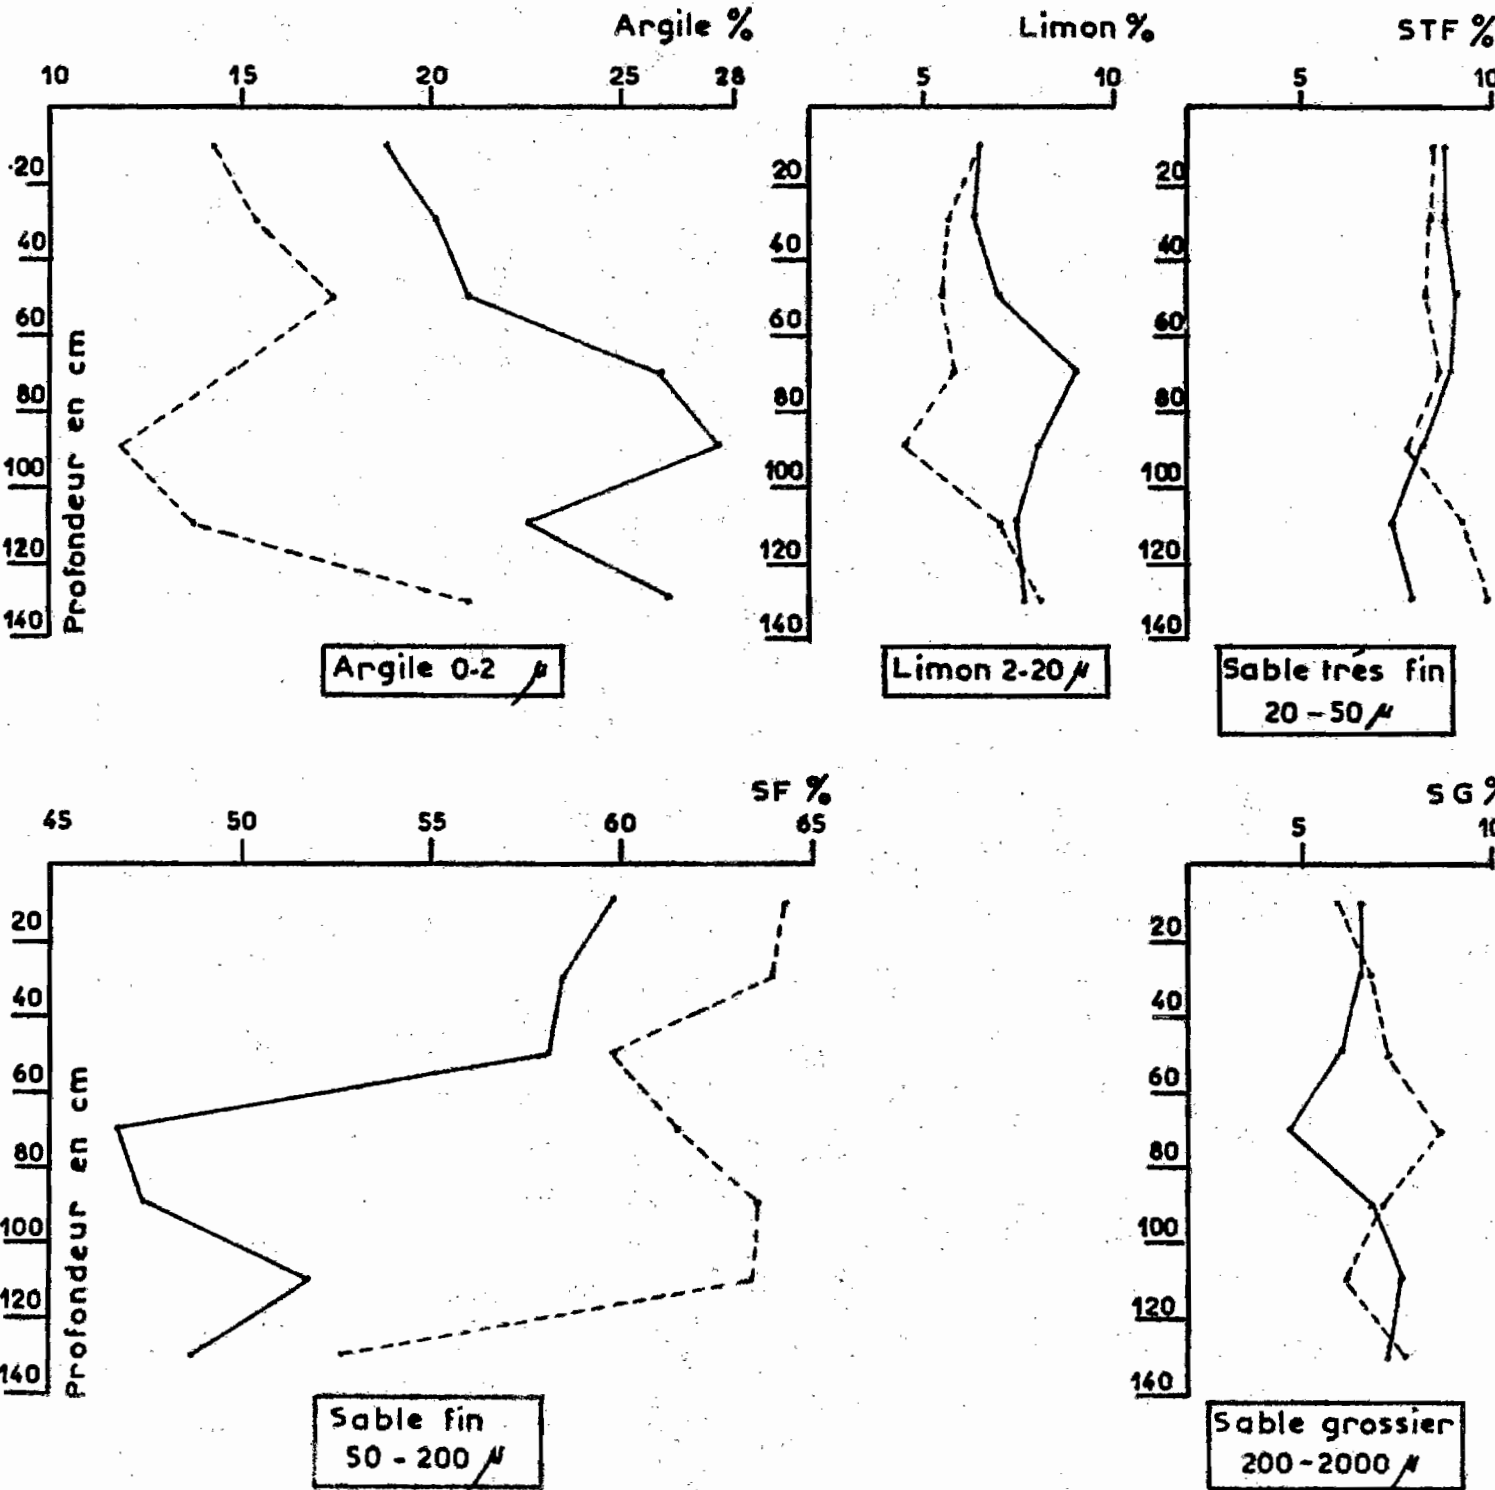 Argile %
10 15 20 25 28
20
40
60
80
100
120
140
Profondeur en cm
Argile 0-2 µ
Limon %
5 10
20
40
60
80
100
120
140
Limon 2-20 µ
STF %
5 10
20
40
60
80
100
120
140
Sable très fin
20-50 µ
SF %
45 50 55 60 65
20
40
60
80
100
120
140
Profondeur en cm
Sable fin
50-200 µ
SG %
5 10
20
40
60
80
100
120
140
Sable grossier
200-2000 µ